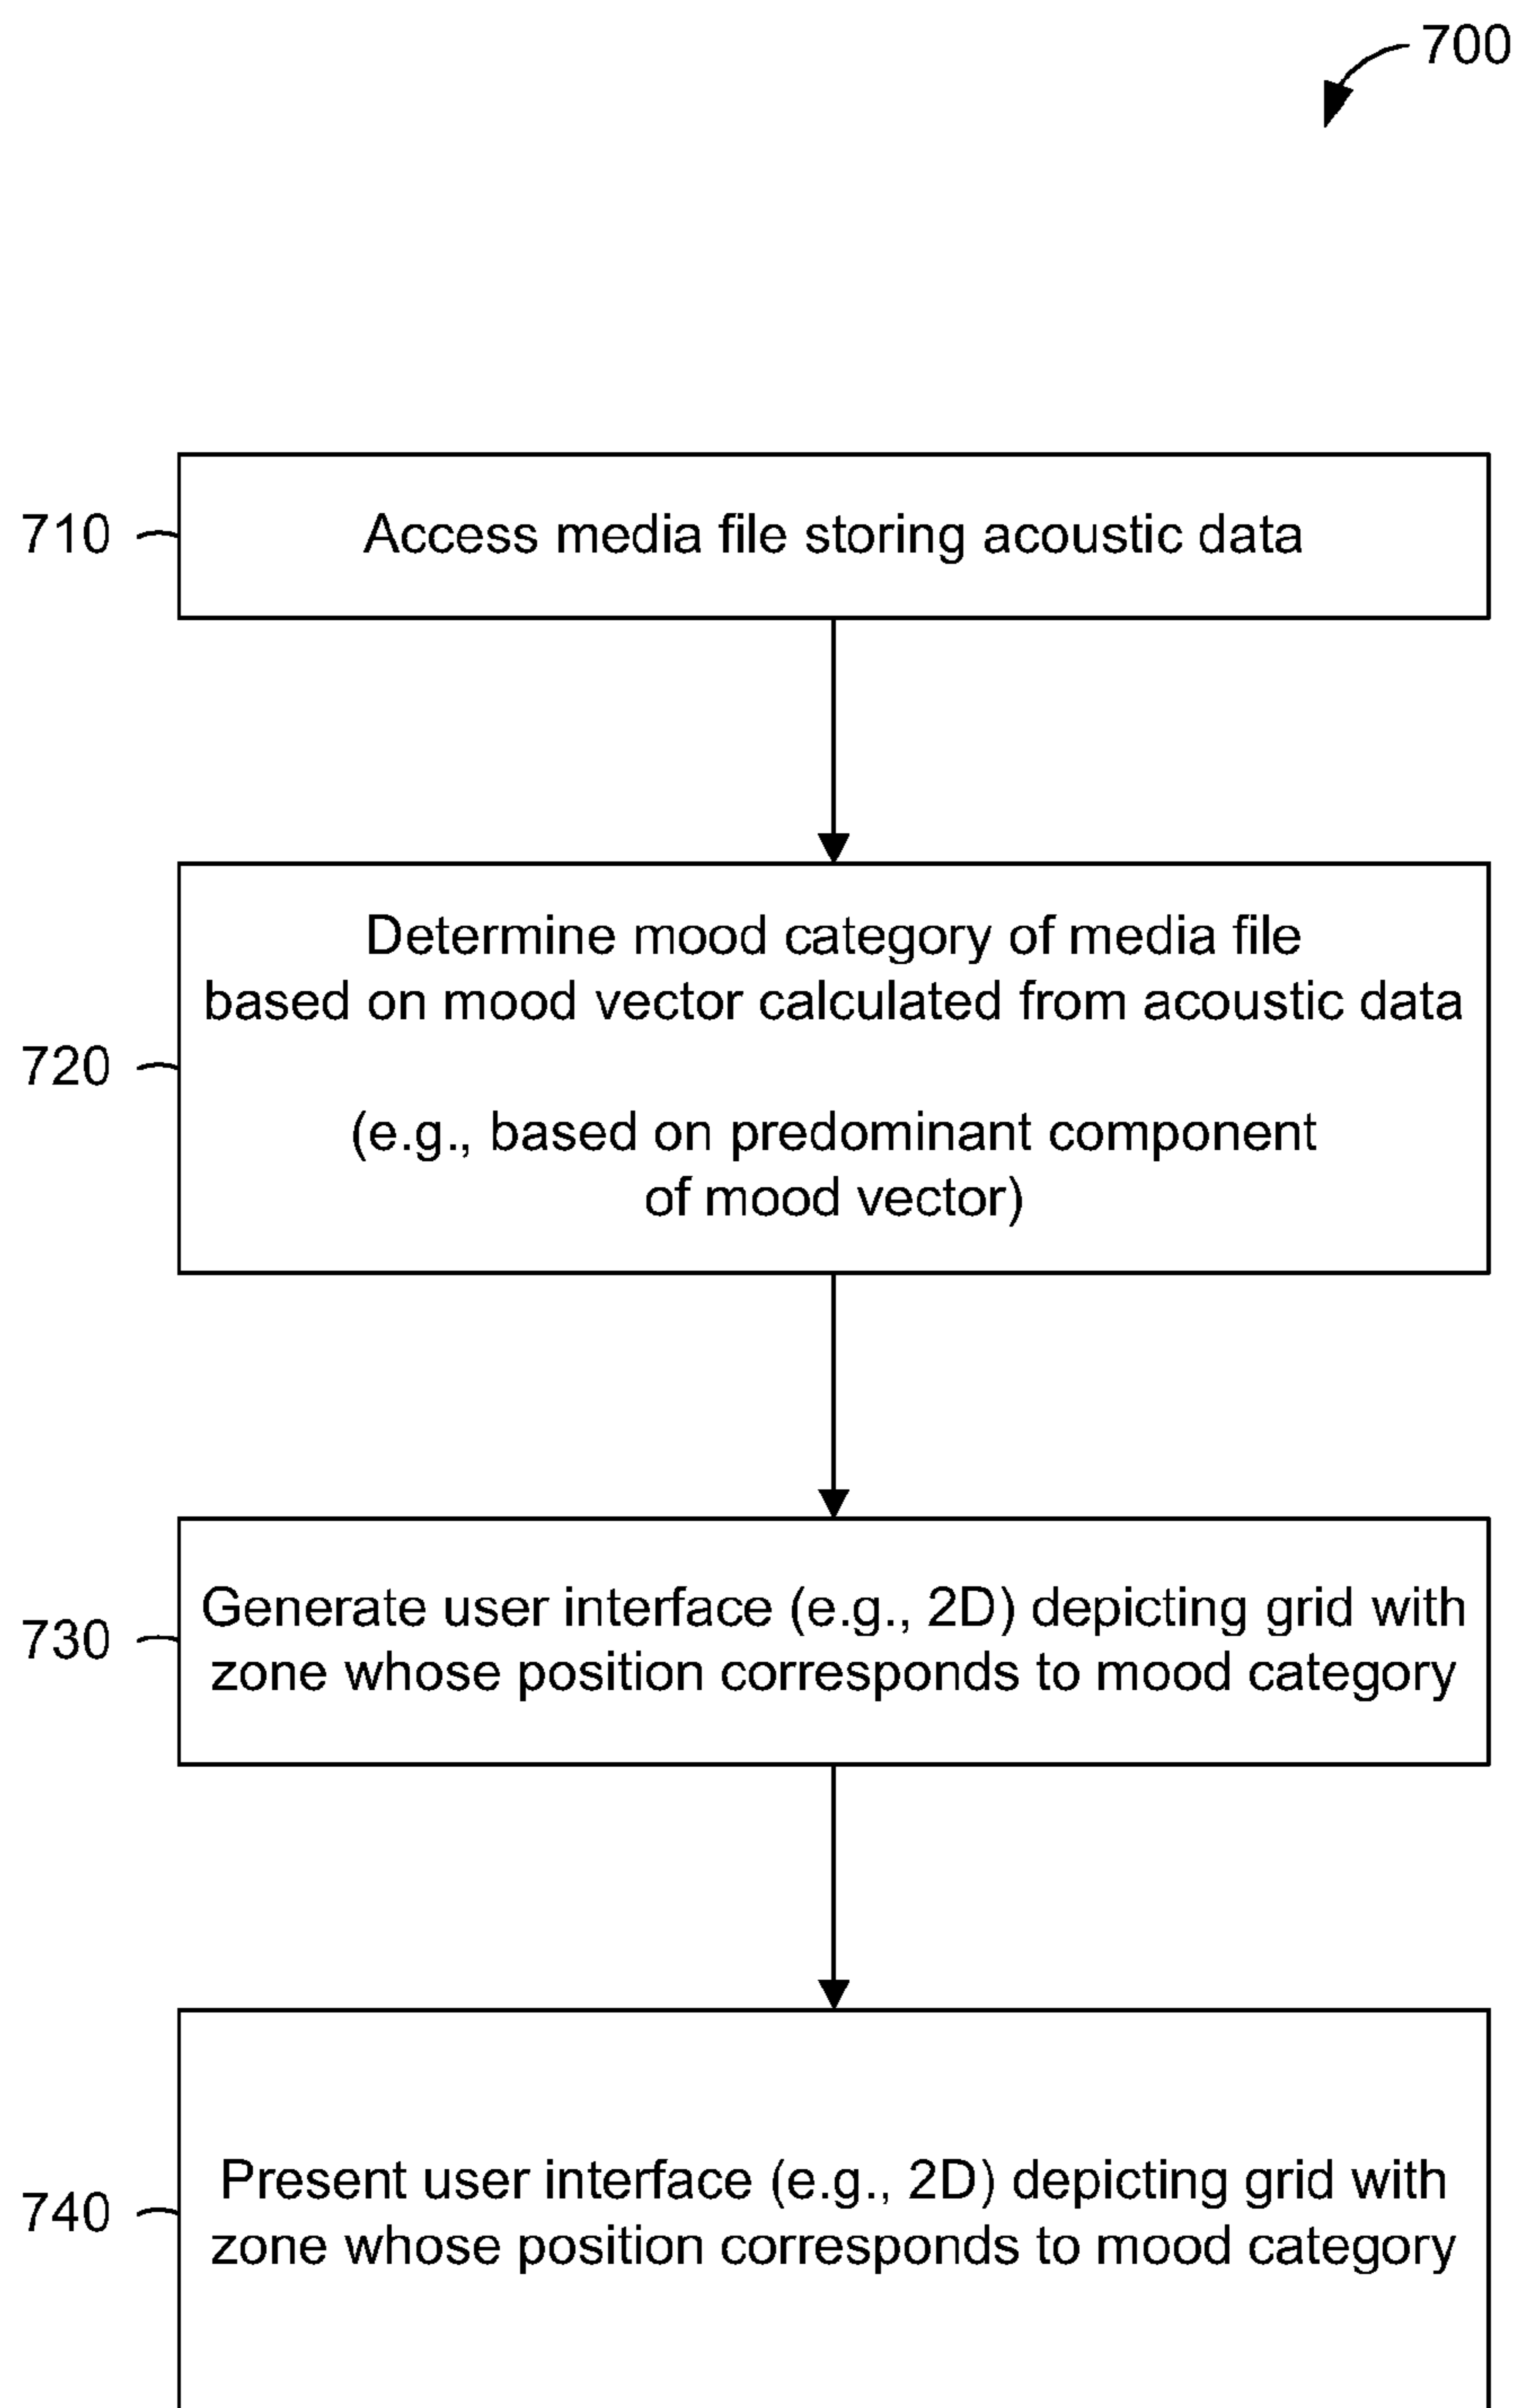 700
710
Access media file storing acoustic data
720
Determine mood category of media file
based on mood vector calculated from acoustic data
(e.g., based on predominant component
of mood vector)
730
Generate user interface (e.g., 2D) depicting grid with
zone whose position corresponds to mood category
740
Present user interface (e.g., 2D) depicting grid with
zone whose position corresponds to mood category